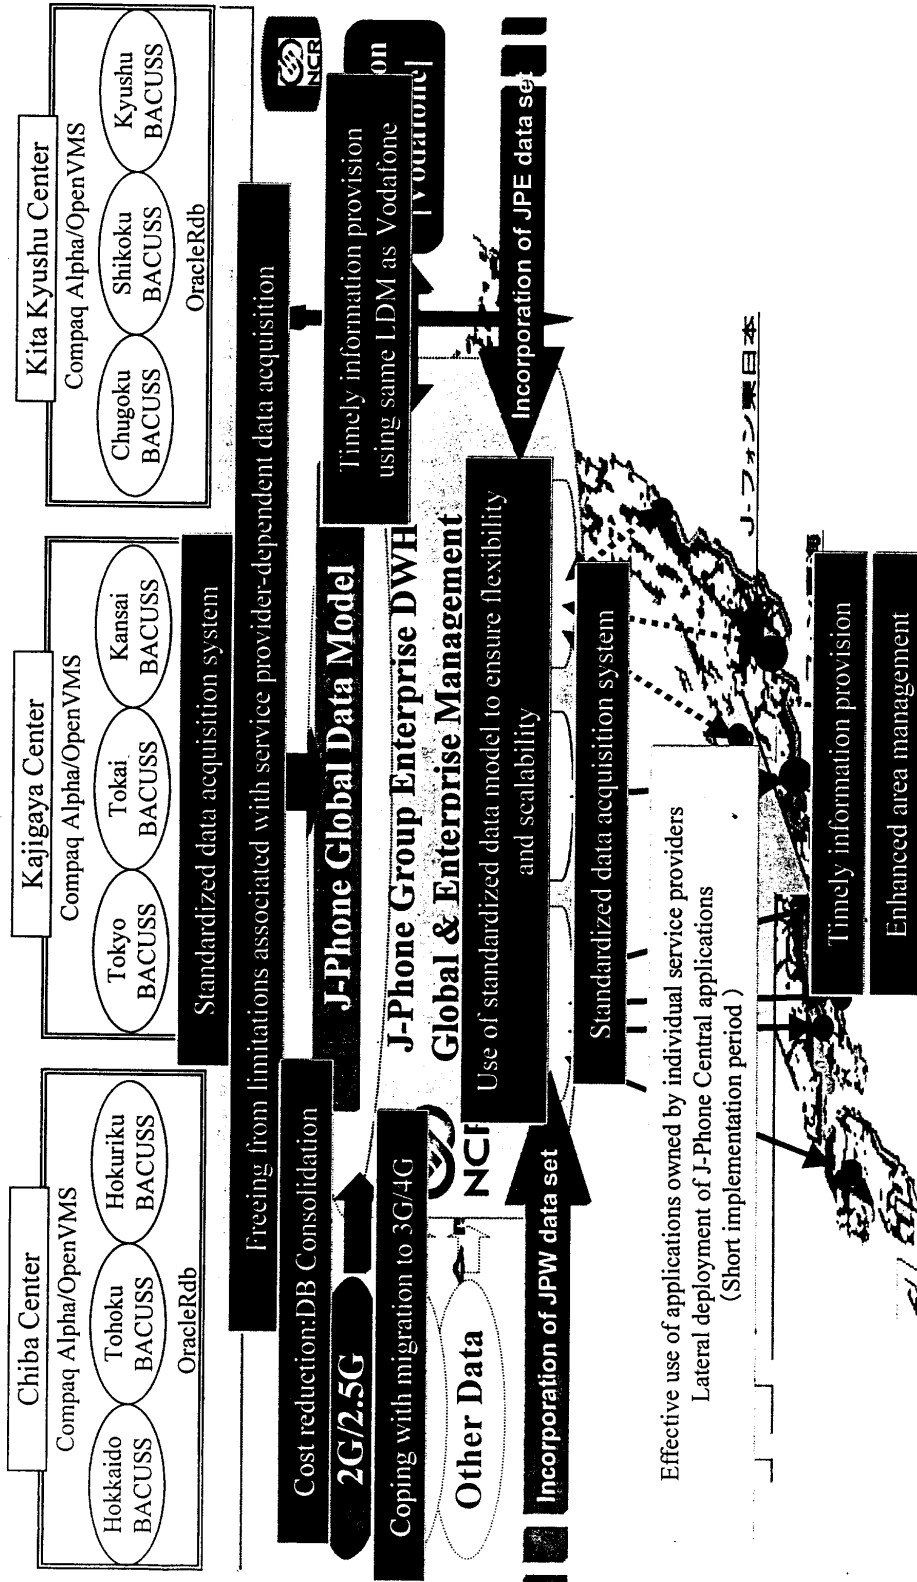 Chiba Center
Compaq Alpha/OpenVMS
Hokkaido
BACUSS
Tohoku
BACUSS
Hokuriku
BACUSS
OracleRdb
Kajigaya Center
Compaq Alpha/OpenVMS
Tokyo
BACUSS
Tokai
BACUSS
Kansai
BACUSS
Kita Kyushu Center
Compaq Alpha/OpenVMS
Chugoku
BACUSS
Shikoku
BACUSS
Kyushu
BACUSS
OracleRdb
Standardized data acquisition system
Freeing from limitations associated with service provider-dependent data acquisition
NCR
Cost reduction:DB Consolidation
2G/2.5G
J-Phone Global Data Model
Timely information provision
using same LDM as Vodafone
[Vodafone]
Coping with migration to 3G/4G
J-Phone Group Enterprise DWH
Global & Enterprise Management
NCR
Other Data
Use of standardized data model to ensure flexibility
and scalability
Incorporation of JPW data set
Incorporation of JPE data set
Standardized data acquisition system
Effective use of applications owned by individual service providers
Lateral deployment of J-Phone Central applications
(Short implementation period)
J-フォン東日本
Timely information provision
Enhanced area management